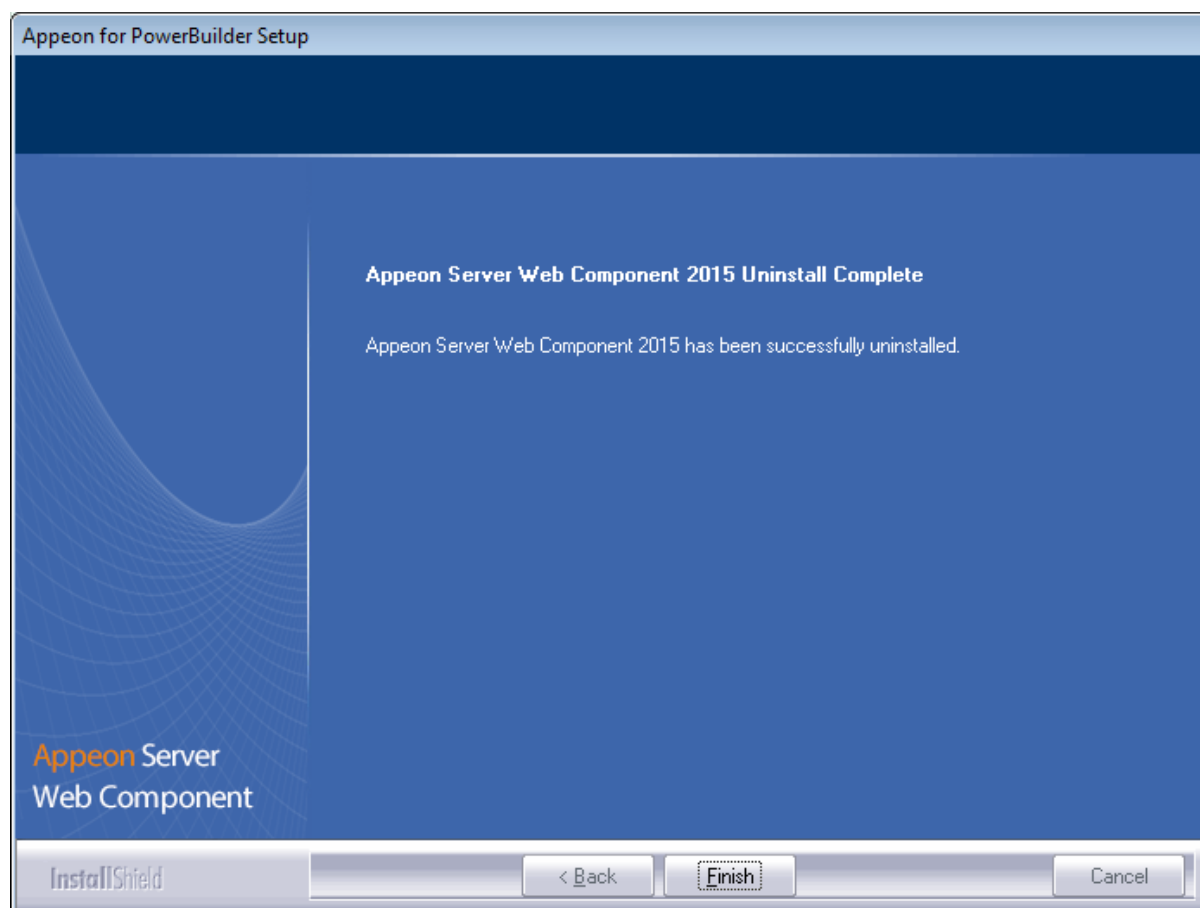 Appeon for PowerBuilder Setup
Appeon Server Web Component 2015 Uninstall Complete
Appeon Server Web Component 2015 has been successfully uninstalled.
Appeon Server
Web Component
InstallShield
< Back
Finish
Cancel